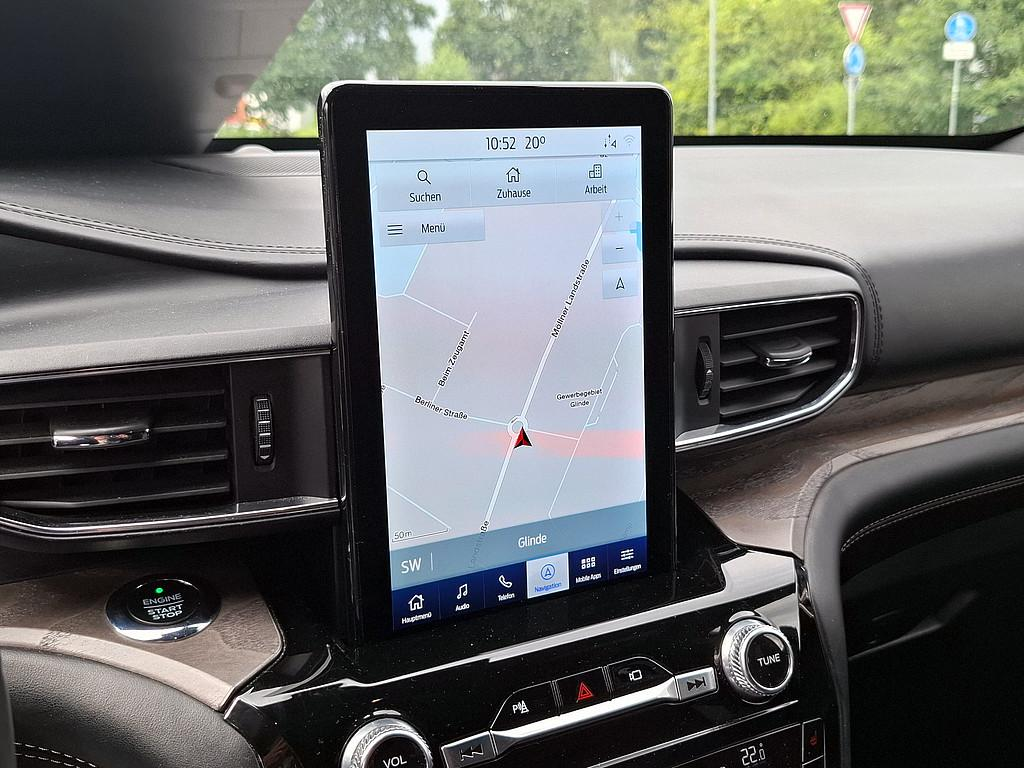 10:52 20°
Suchen
Zuhause
Arbeit
Menü
+
−
Möllner Landstraße
Beim Zeugamt
Berliner Straße
Gewerbegebiet
Glinde
50m
Landstraße
Glinde
SW
Hauptmenü
Audio
Telefon
Navigation
Mobile Apps
Einstellungen
ENGINE
START
STOP
VOL
TUNE
22.0